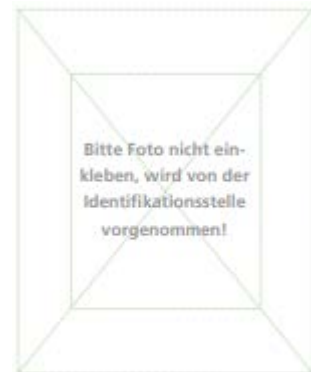 Bitte Foto nicht ein-
kleben, wird von der
Identifikationsstelle
vorgenommen!